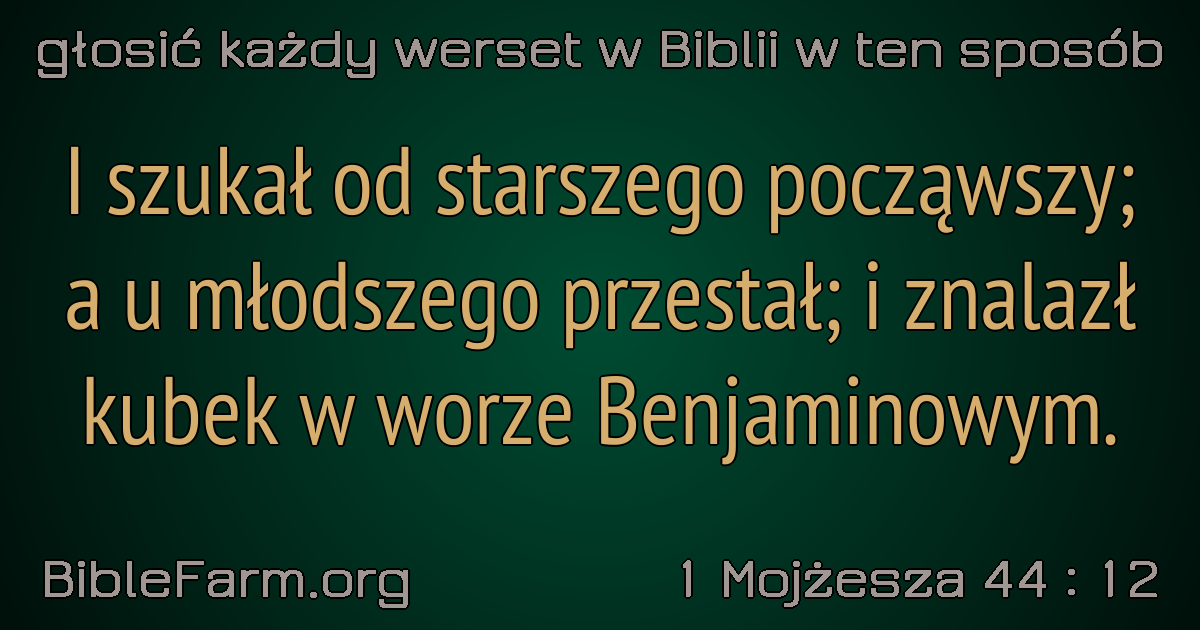 głosić każdy werset w Biblii w ten sposób
I szukał od starszego począwszy;
a u młodszego przestał; i znalazł
kubek w worze Benjaminowym.
BibleFarm.org
1 Mojżesza 44 : 12